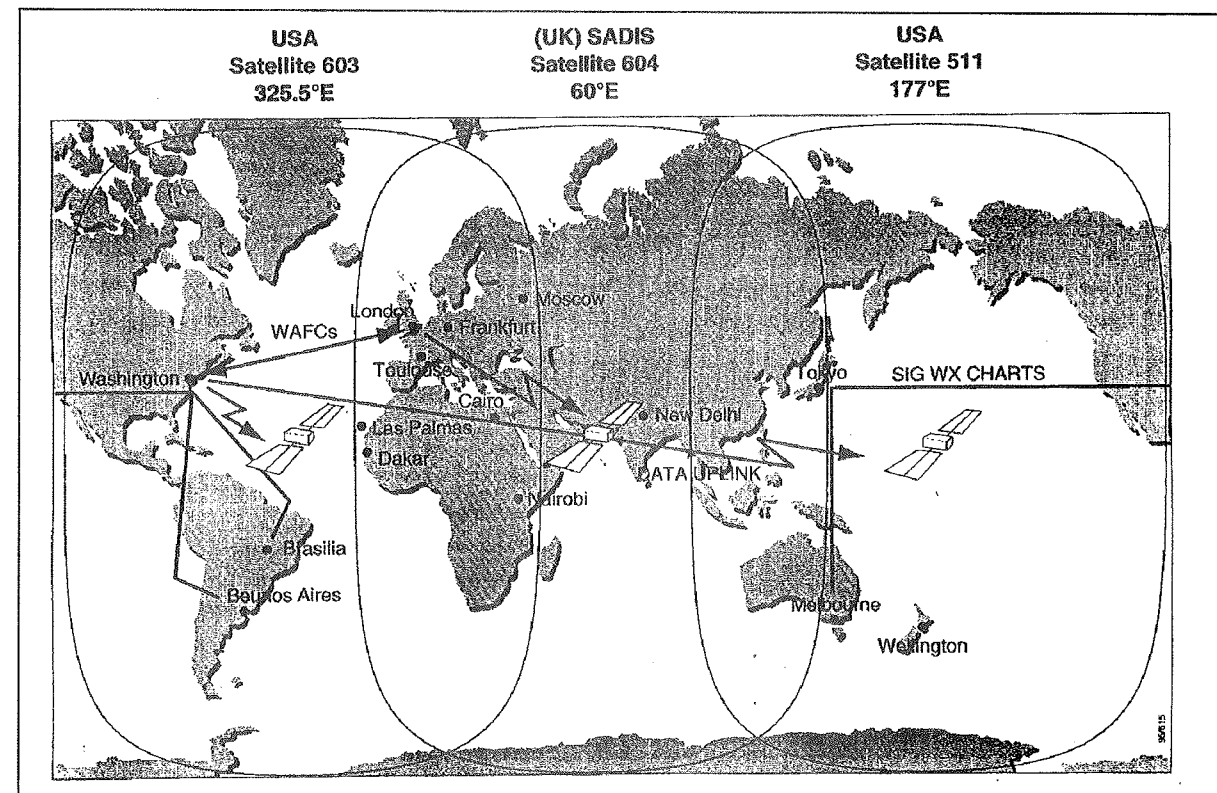 USA
Satellite 603
325.5°E
(UK) SADIS
Satellite 604
60°E
USA
Satellite 511
177°E
Moscow
London
Frankfurt
WAFCs
Toulouse
Washington
Tokyo
SIG WX CHARTS
Cairo
New Delhi
Las Palmas
Dakar
DATA UPLINK
Nairobi
Brasilia
Beunos Aires
Melbourne
Wellington